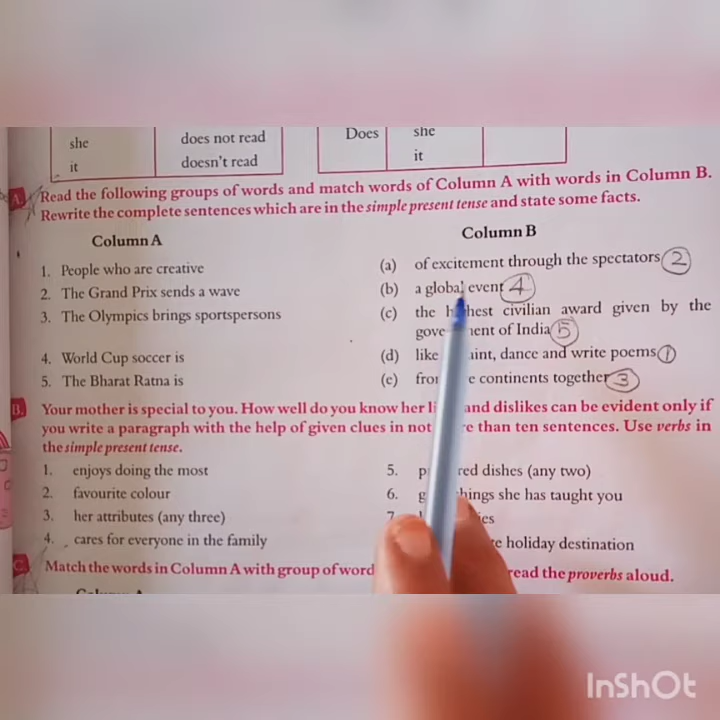 she does not read Does she
it doesn't read it
A. Read the following groups of words and match words of Column A with words in Column B.
Rewrite the complete sentences which are in the simple present tense and state some facts.
Column A Column B
1. People who are creative (a) of excitement through the spectators 2
2. The Grand Prix sends a wave (b) a global event 4
3. The Olympics brings sportspersons (c) the highest civilian award given by the
government of India 5
4. World Cup soccer is (d) like paint, dance and write poems 1
5. The Bharat Ratna is (e) from continents together 3
B. Your mother is special to you. How well do you know her and dislikes can be evident only if
you write a paragraph with the help of given clues in not than ten sentences. Use verbs in
the simple present tense.
1. enjoys doing the most 5. dishes (any two)
2. favourite colour 6. things she has taught you
3. her attributes (any three) 7.
4. cares for everyone in the family holiday destination
C. Match the words in Column A with group of read the proverbs aloud.
InShOt